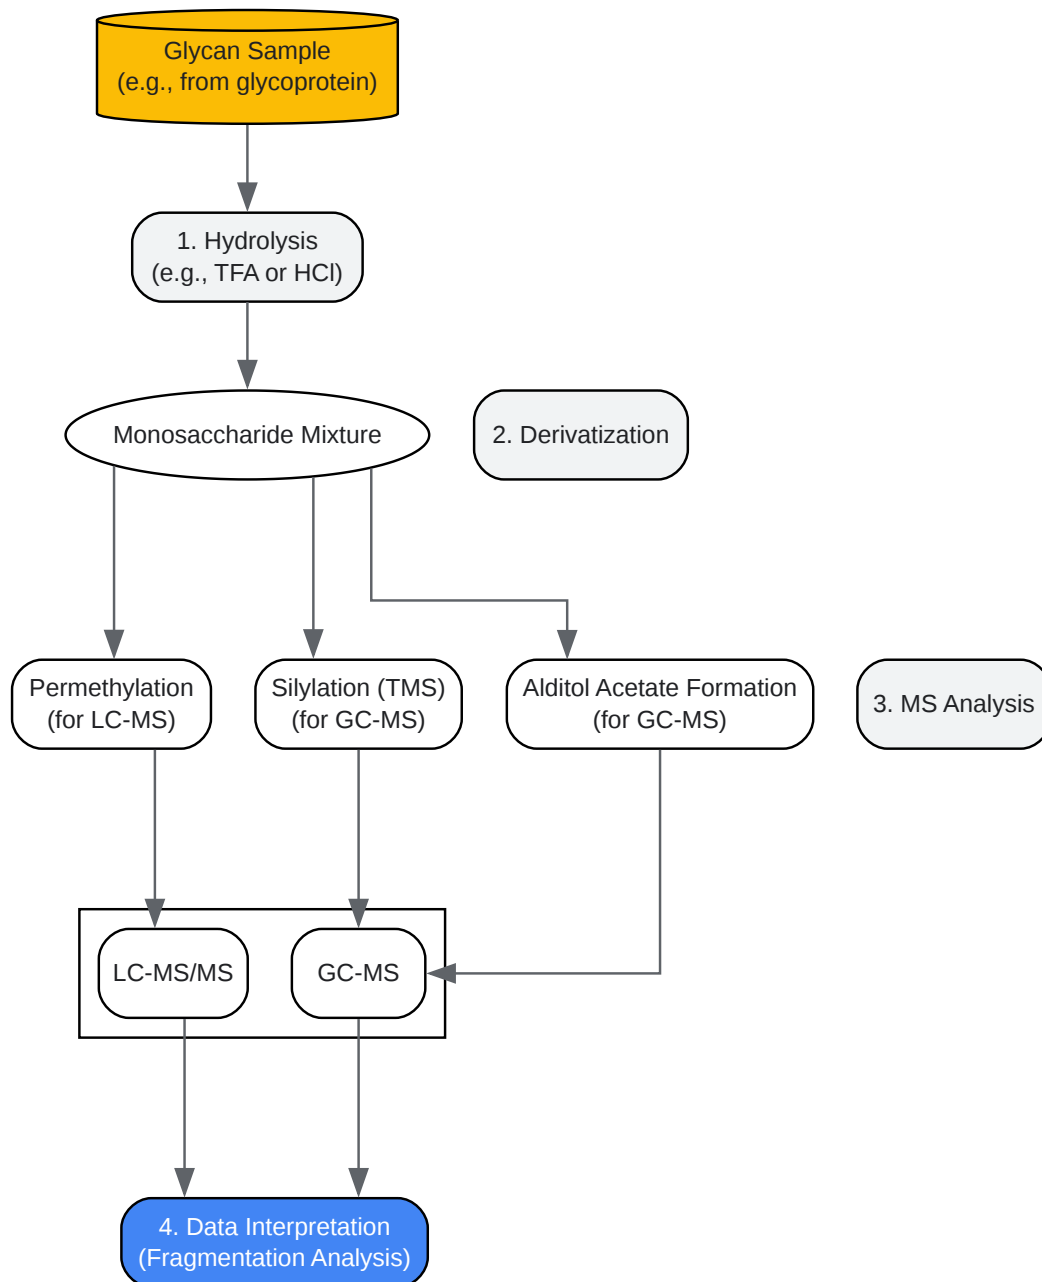 Glycan Sample
(e.g., from glycoprotein)
1. Hydrolysis
(e.g., TFA or HCl)
Monosaccharide Mixture
2. Derivatization
Permethylation
(for LC-MS)
Silylation (TMS)
(for GC-MS)
Alditol Acetate Formation
(for GC-MS)
3. MS Analysis
LC-MS/MS
GC-MS
4. Data Interpretation
(Fragmentation Analysis)